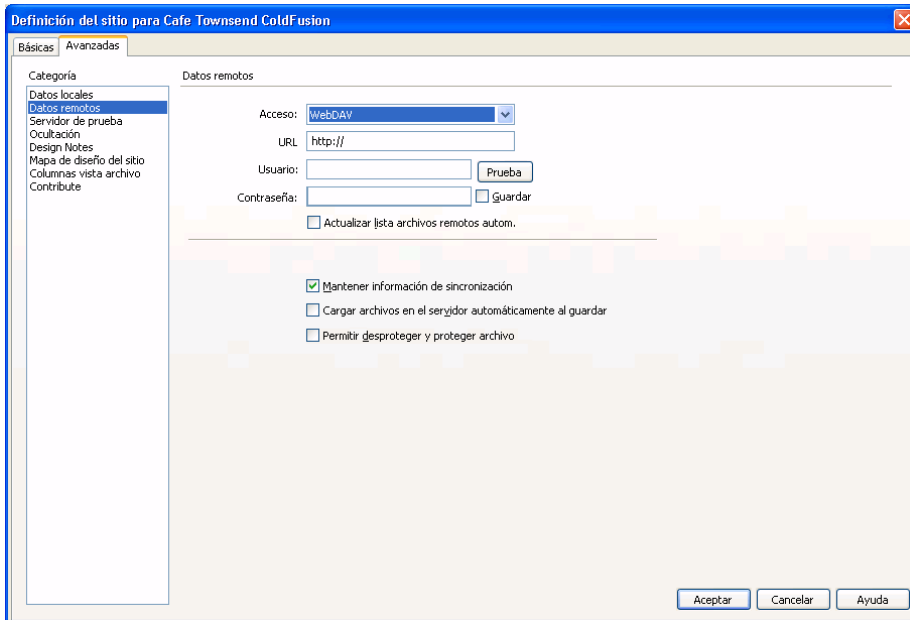 Definición del sitio para Cafe Townsend ColdFusion
Básicas
Avanzadas
Categoría
Datos locales
Datos remotos
Servidor de prueba
Ocultación
Design Notes
Mapa de diseño del sitio
Columnas vista archivo
Contribute
Datos remotos
Acceso: WebDAV
URL http://
Usuario: Prueba
Contraseña: Guardar
Actualizar lista archivos remotos autom.
Mantener información de sincronización
Cargar archivos en el servidor automáticamente al guardar
Permitir desproteger y proteger archivo
Aceptar Cancelar Ayuda